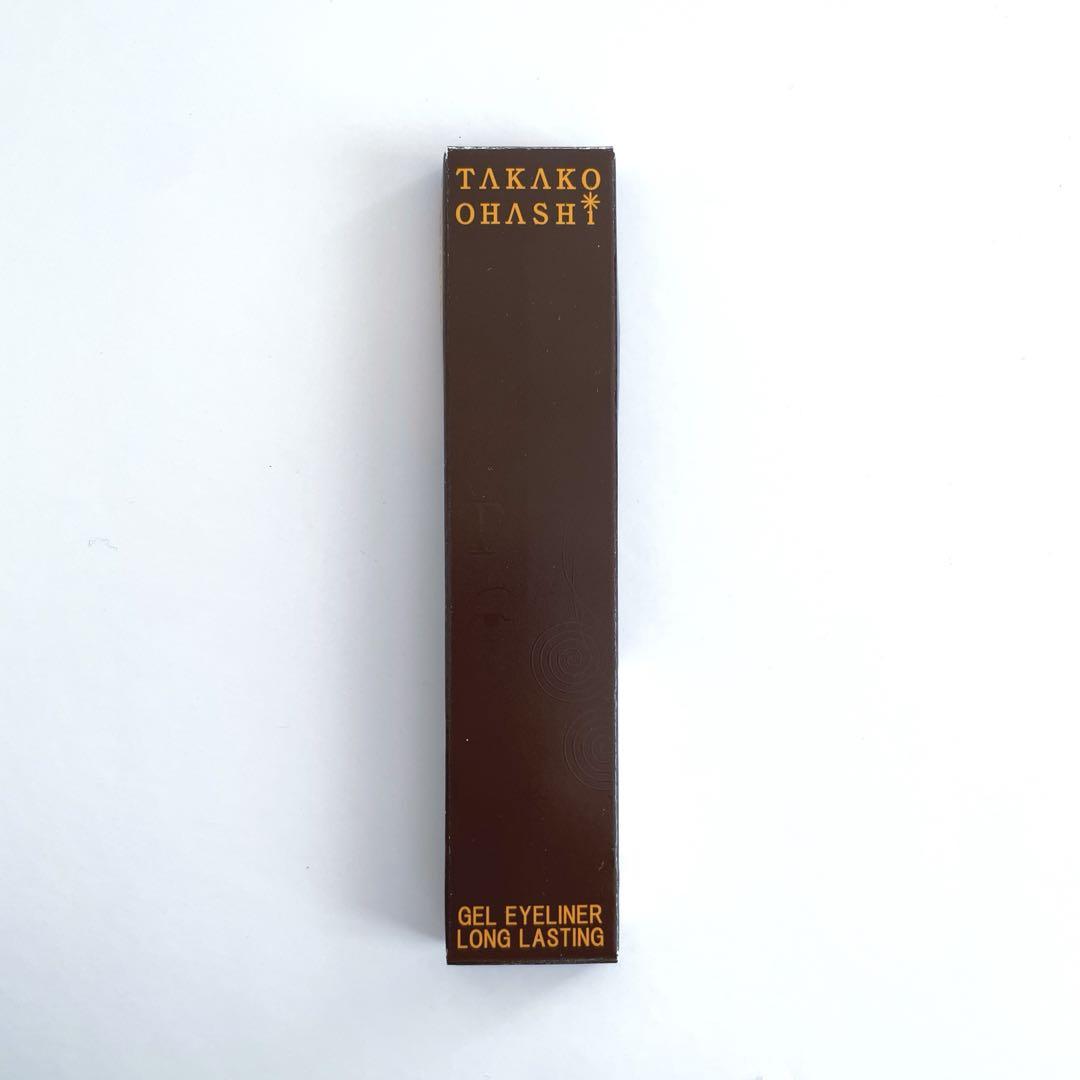 TAKAKO
OHASHI
GEL EYELINER
LONG LASTING